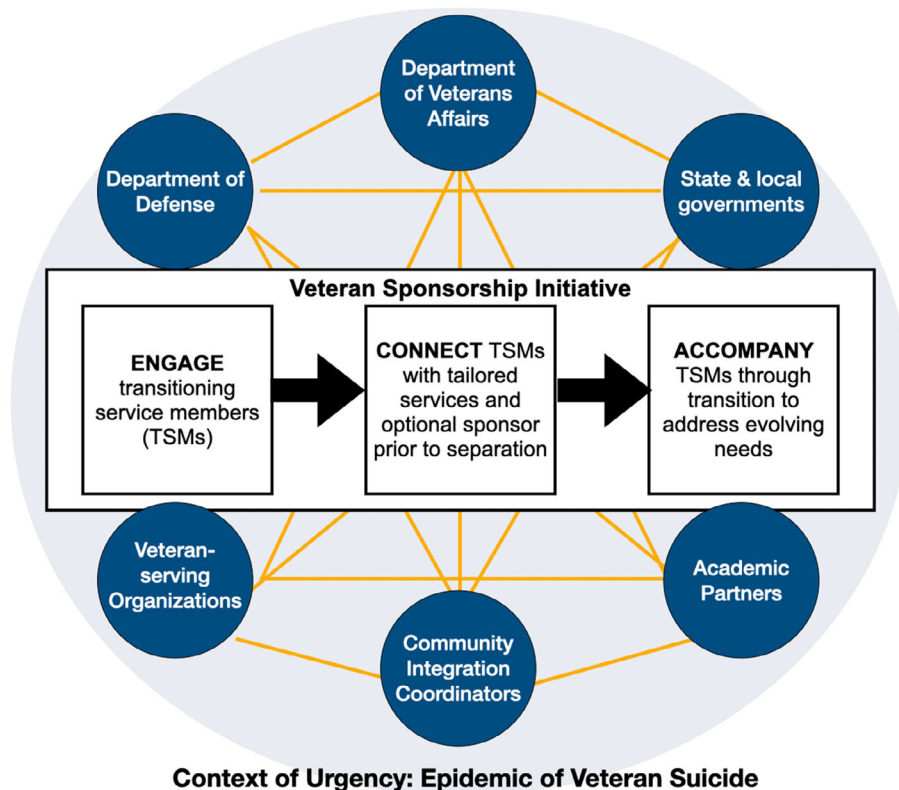 Department
of Veterans
Affairs
Department of
Defense
State & local
governments
Veteran Sponsorship Initiative
ENGAGE
transitioning
service members
(TSMs)
CONNECT TSMs
with tailored
services and
optional sponsor
prior to separation
ACCOMPANY
TSMs through
transition to
address evolving
needs
Veteran-
serving
Organizations
Community
Integration
Coordinators
Academic
Partners
Context of Urgency: Epidemic of Veteran Suicide